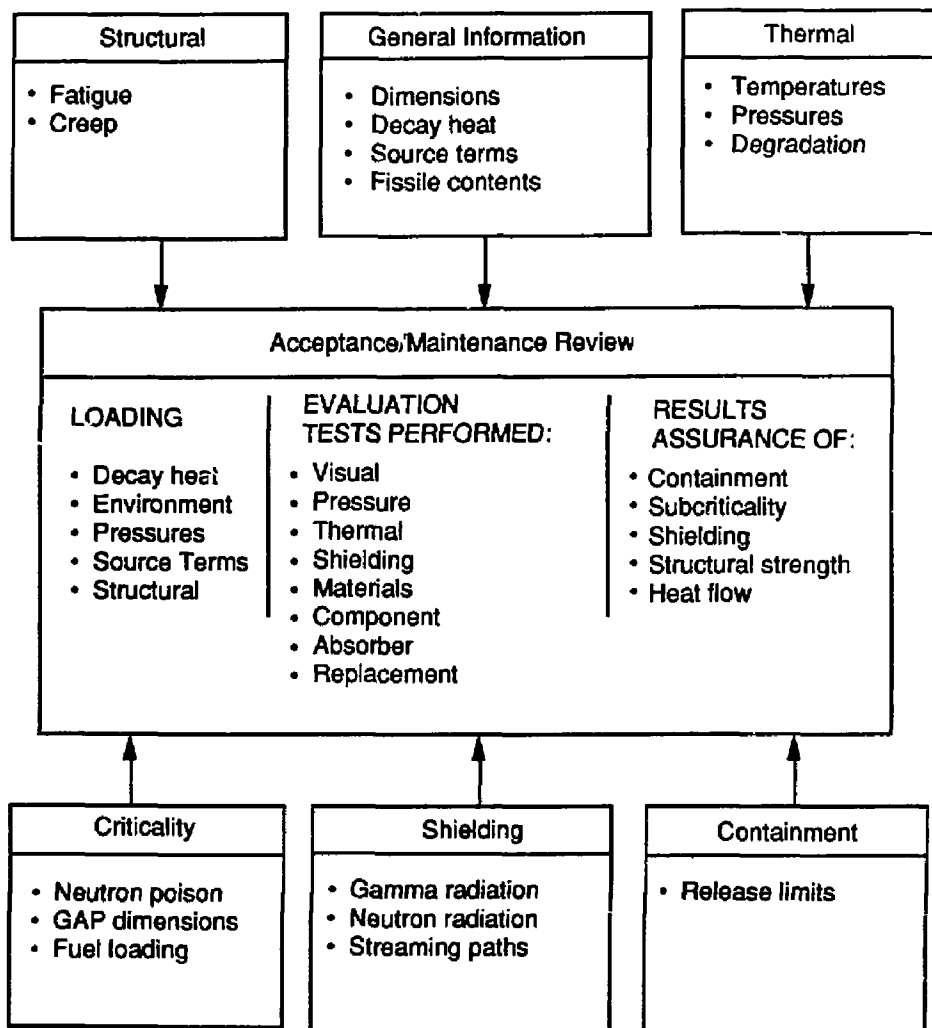 Structural
• Fatigue
• Creep
General Information
• Dimensions
• Decay heat
• Source terms
• Fissile contents
Thermal
• Temperatures
• Pressures
• Degradation
Acceptance/Maintenance Review
LOADING
• Decay heat
• Environment
• Pressures
• Source Terms
• Structural
EVALUATION
TESTS PERFORMED:
• Visual
• Pressure
• Thermal
• Shielding
• Materials
• Component
• Absorber
• Replacement
RESULTS
ASSURANCE OF:
• Containment
• Subcriticality
• Shielding
• Structural strength
• Heat flow
Criticality
• Neutron poison
• GAP dimensions
• Fuel loading
Shielding
• Gamma radiation
• Neutron radiation
• Streaming paths
Containment
• Release limits